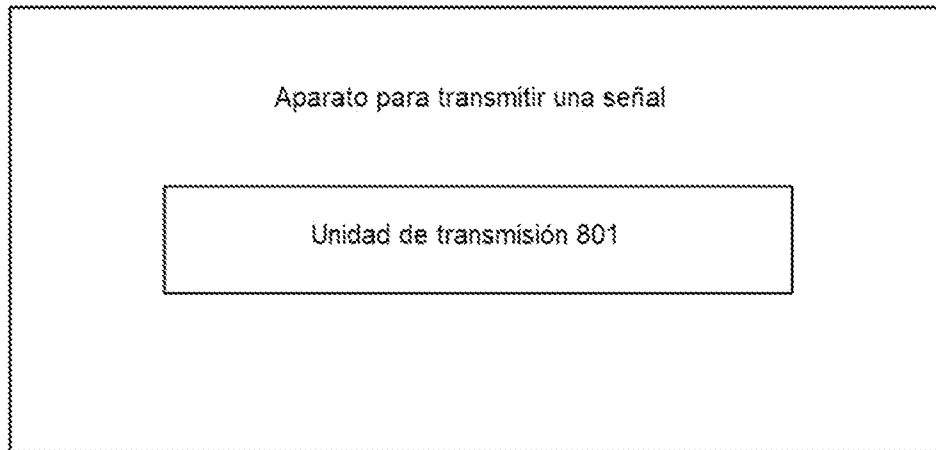 Aparato para transmitir una señal
Unidad de transmisión 801